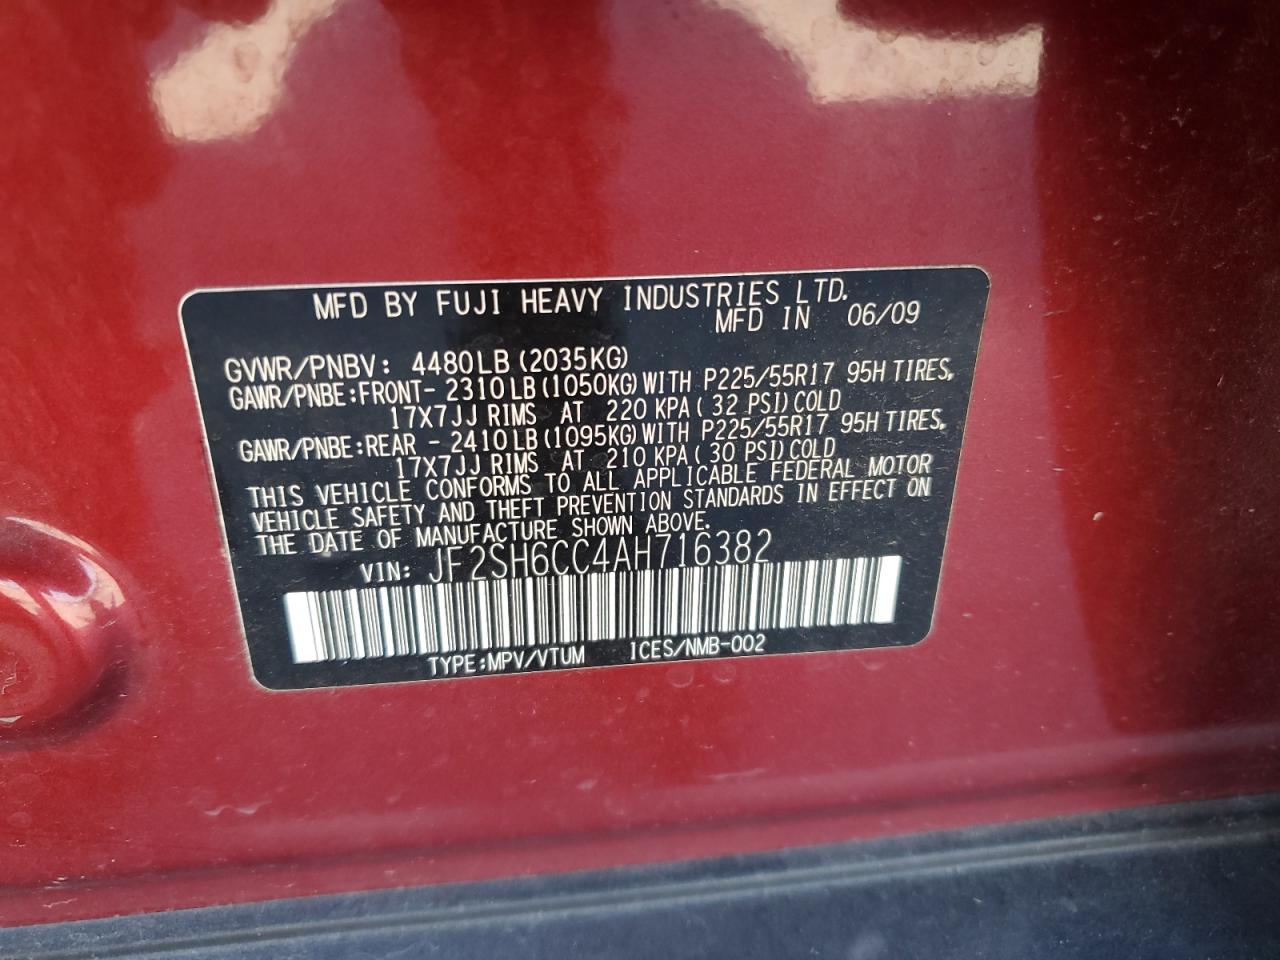 MFD BY FUJI HEAVY INDUSTRIES LTD.
MFD IN 06/09
GVWR/PNBV: 4480LB (2035KG)
GAWR/PNBE:FRONT- 2310LB (1050KG) WITH P225/55R17 95H TIRES,
17X7JJ RIMS AT 220 KPA ( 32 PSI) COLD
GAWR/PNBE:REAR - 2410LB (1095KG) WITH P225/55R17 95H TIRES,
17X7JJ RIMS AT 210 KPA ( 30 PSI) COLD
THIS VEHICLE CONFORMS TO ALL APPLICABLE FEDERAL MOTOR
VEHICLE SAFETY AND THEFT PREVENTION STANDARDS IN EFFECT ON
THE DATE OF MANUFACTURE SHOWN ABOVE.
VIN: JF2SH6CC4AH716382
TYPE:MPV/VTUM ICES/NMB-002